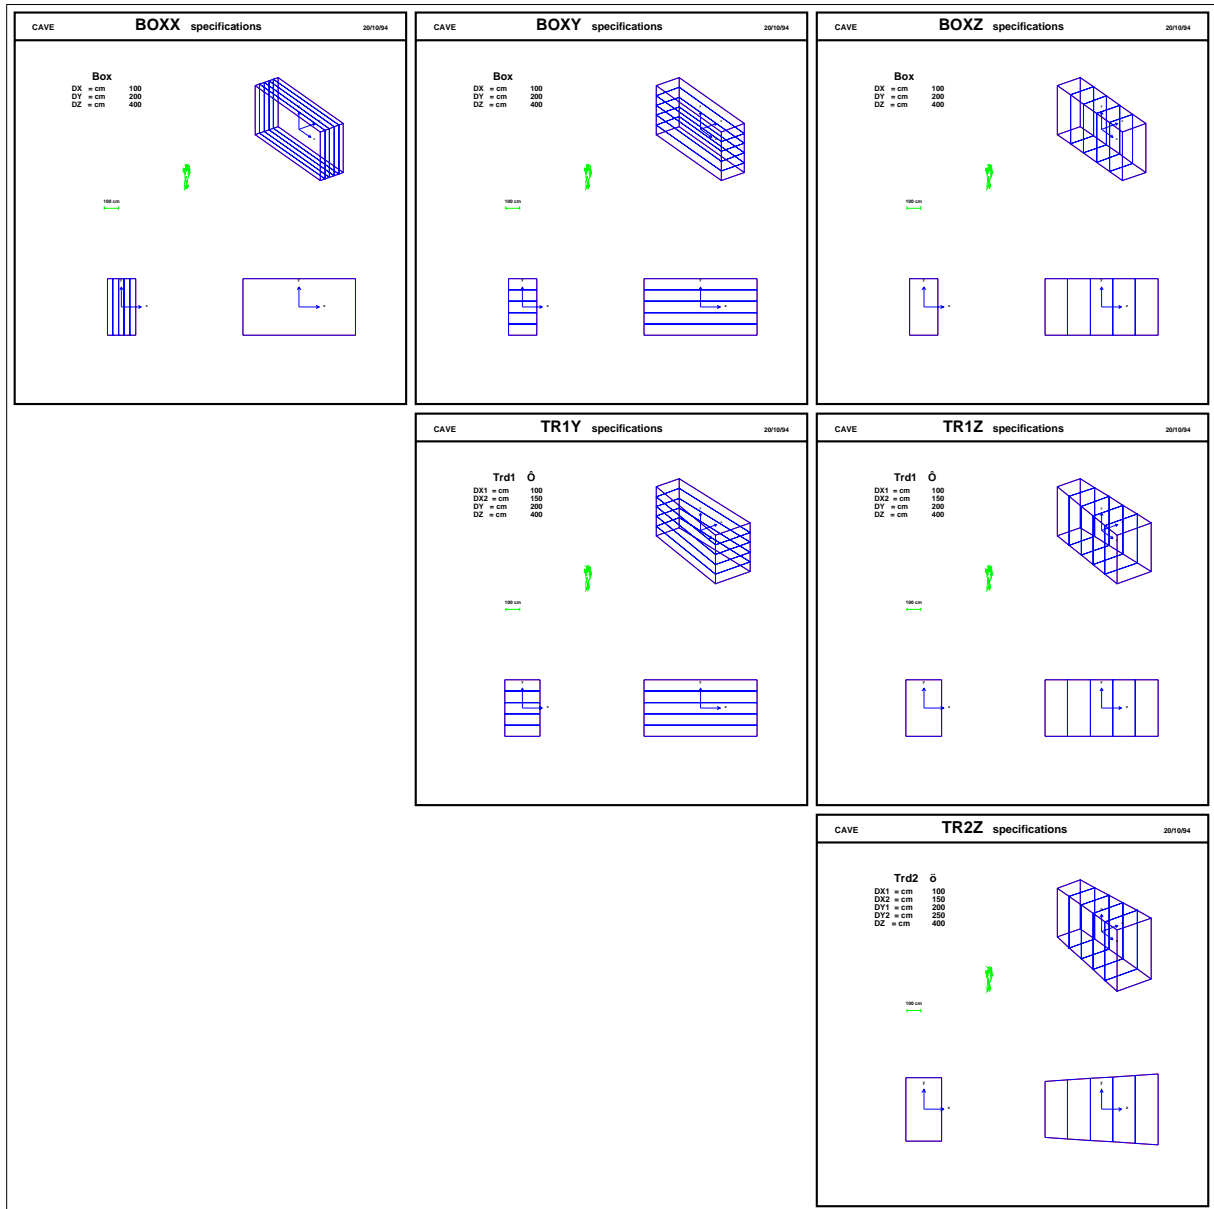 CAVE BOXX specifications 20/10/94
Box
DX = cm 100
DY = cm 200
DZ = cm 400
100 cm
CAVE BOXY specifications 20/10/94
Box
DX = cm 100
DY = cm 200
DZ = cm 400
100 cm
CAVE BOXZ specifications 20/10/94
Box
DX = cm 100
DY = cm 200
DZ = cm 400
100 cm
CAVE TR1Y specifications 20/10/94
Trd1 Ô
DX1 = cm 100
DX2 = cm 150
DY = cm 200
DZ = cm 400
100 cm
CAVE TR1Z specifications 20/10/94
Trd1 Ô
DX1 = cm 100
DX2 = cm 150
DY = cm 200
DZ = cm 400
100 cm
CAVE TR2Z specifications 20/10/94
Trd2 ö
DX1 = cm 100
DX2 = cm 150
DY1 = cm 200
DY2 = cm 250
DZ = cm 400
100 cm